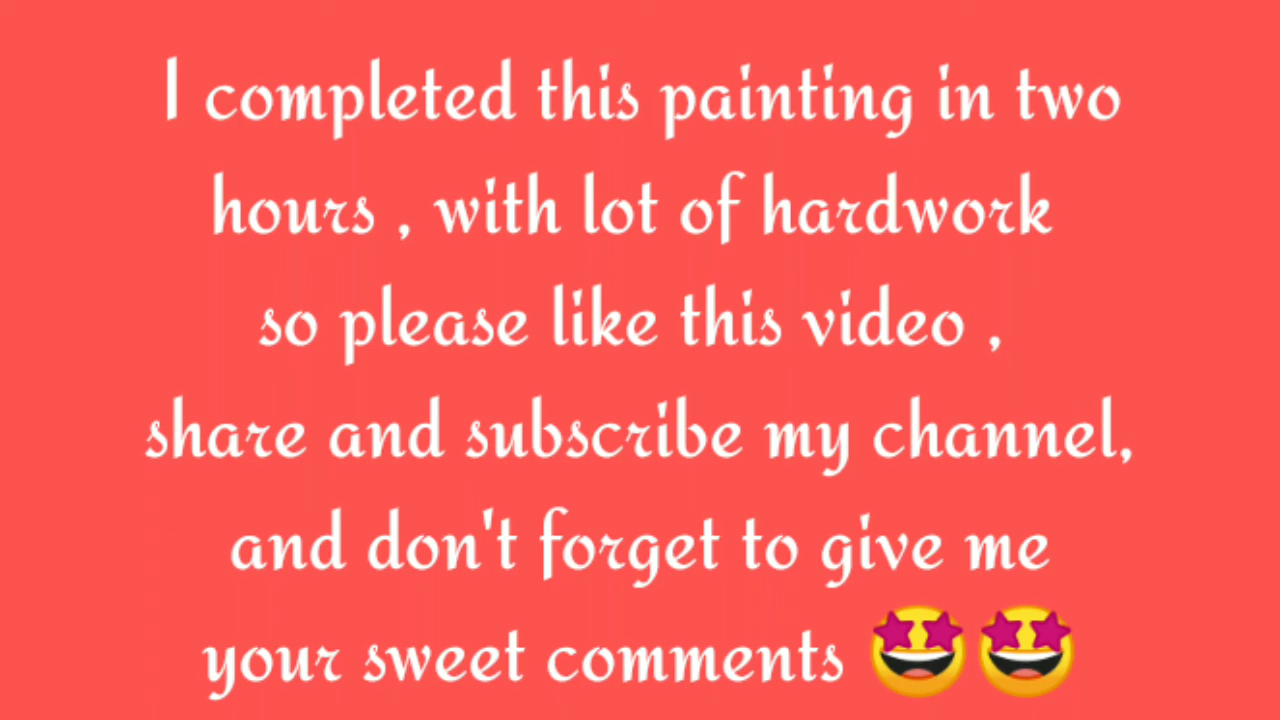 I completed this painting in two
hours , with lot of hardwork
so please like this video ,
share and subscribe my channel,
and don't forget to give me
your sweet comments 🤩🤩